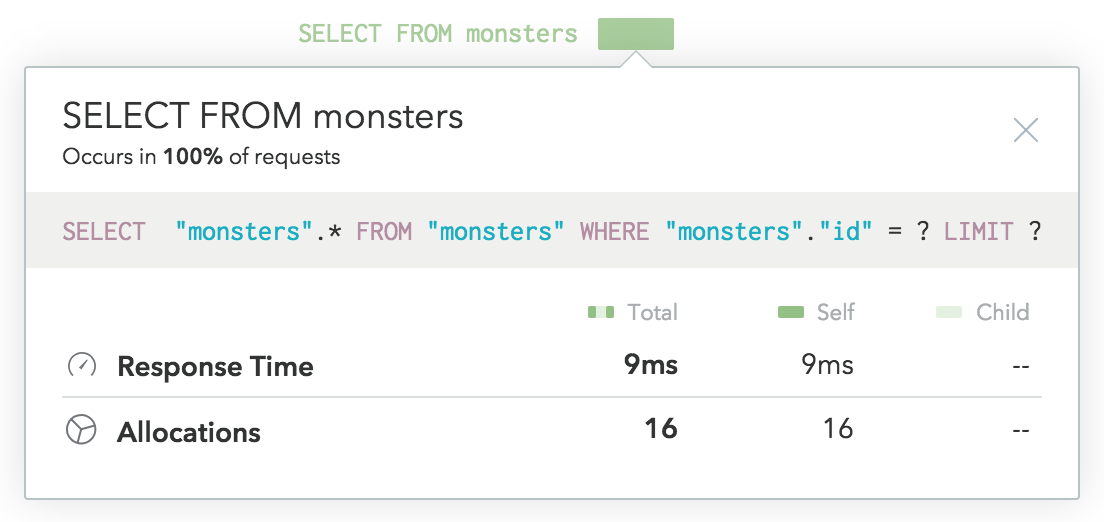 SELECT FROM monsters
SELECT FROM monsters
Occurs in 100% of requests
SELECT  "monsters".* FROM "monsters" WHERE "monsters"."id" = ? LIMIT ?
Total Self Child
Response Time 9ms 9ms --
Allocations 16 16 --